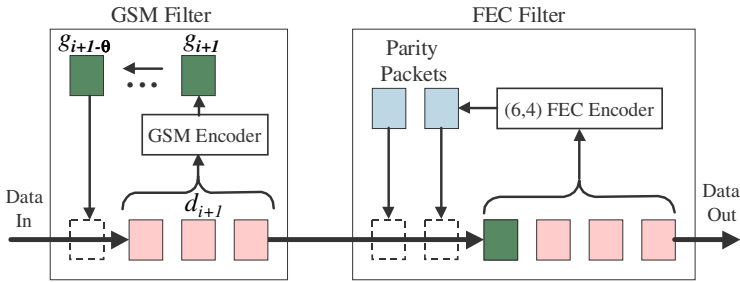 GSM Filter
FEC Filter
g_{i+1-θ}
g_{i+1}
...
Parity
Packets
GSM Encoder
(6,4) FEC Encoder
Data
In
d_{i+1}
Data
Out